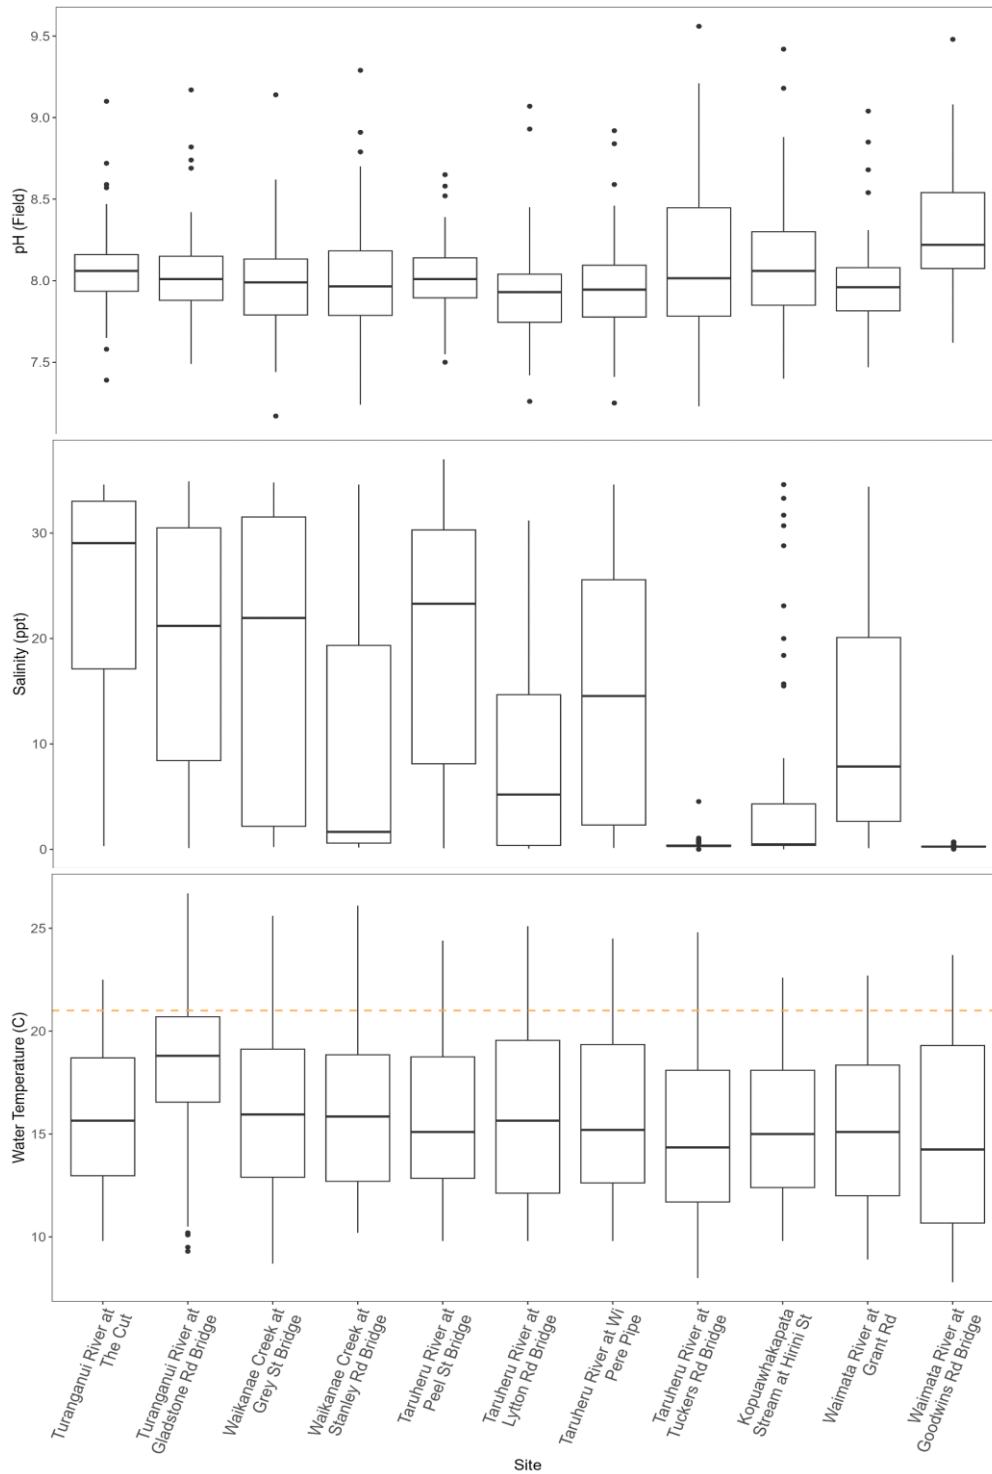 9.5
9.0
8.5
8.0
7.5
pH (Field)
30
20
10
0
Salinity (ppt)
25
20
15
10
Water Temperature (C)
Turanganui River at
The Cut
Turanganui River at
Gladstone Rd Bridge
Waikanae Creek at
Grey St Bridge
Waikanae Creek at
Stanley Rd Bridge
Taruheru River at
Peel St Bridge
Taruheru River at
Lytton Rd Bridge
Taruheru River at Wi
Pere Pipe
Taruheru River at
Tuckers Rd Bridge
Kopuawhakapata
Stream at Hirini St
Waimata River at
Grant Rd
Waimata River at
Goodwins Rd Bridge
Site